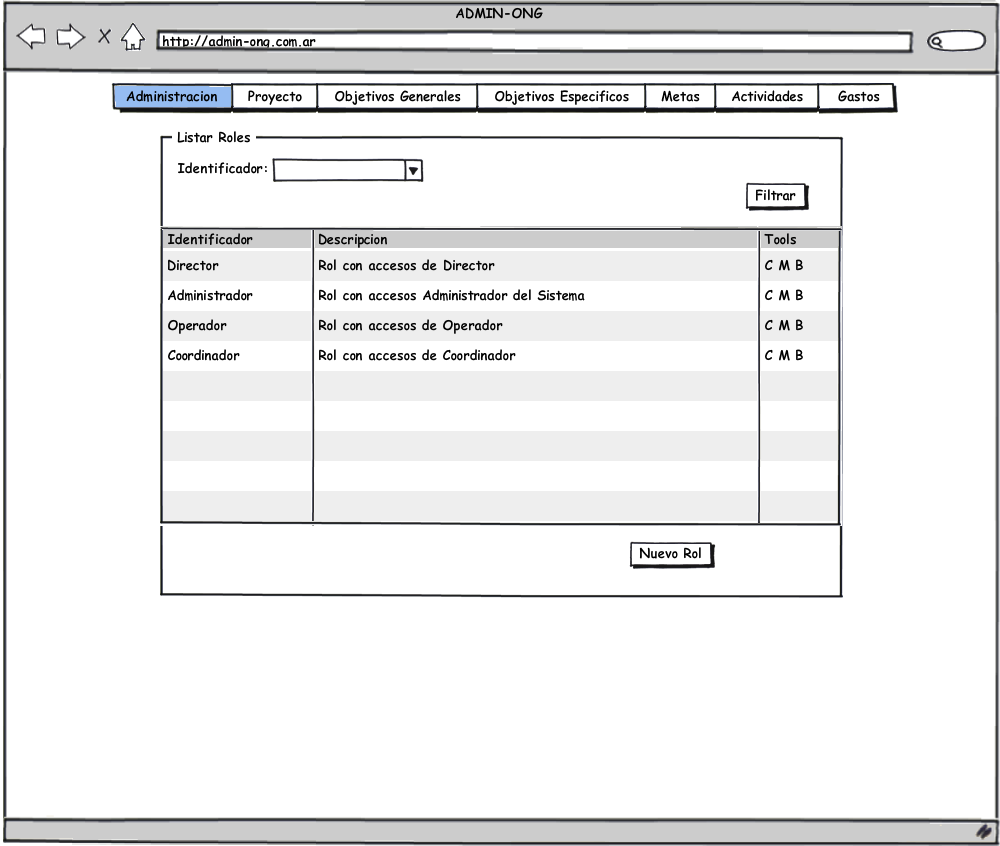 ADMIN-ONG
http://admin-ong.com.ar
Administracion Proyecto Objetivos Generales Objetivos Especificos Metas Actividades Gastos
Listar Roles
Identificador:
Filtrar
Identificador Descripcion Tools
Director Rol con accesos de Director C M B
Administrador Rol con accesos Administrador del Sistema C M B
Operador Rol con accesos de Operador C M B
Coordinador Rol con accesos de Coordinador C M B
Nuevo Rol